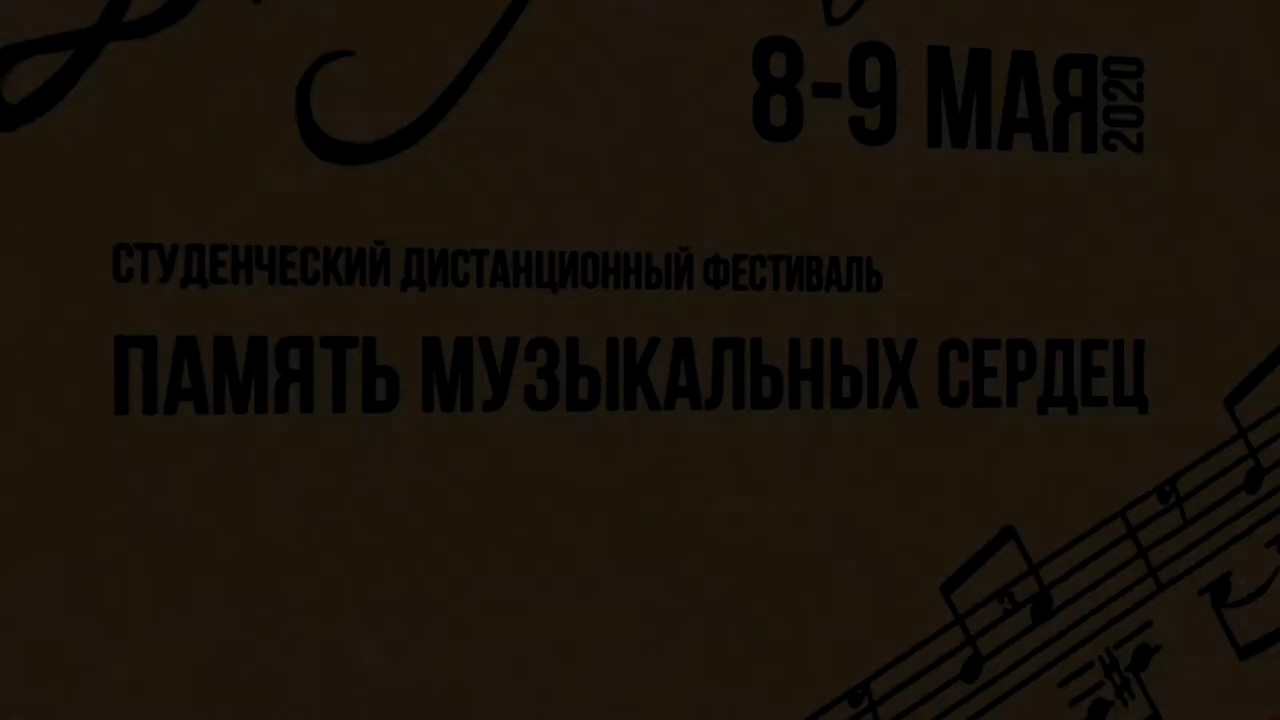 8-9 МАЯ 2020
СТУДЕНЧЕСКИЙ ДИСТАНЦИОННЫЙ ФЕСТИВАЛЬ
ПАМЯТЬ МУЗЫКАЛЬНЫХ СЕРДЕЦ